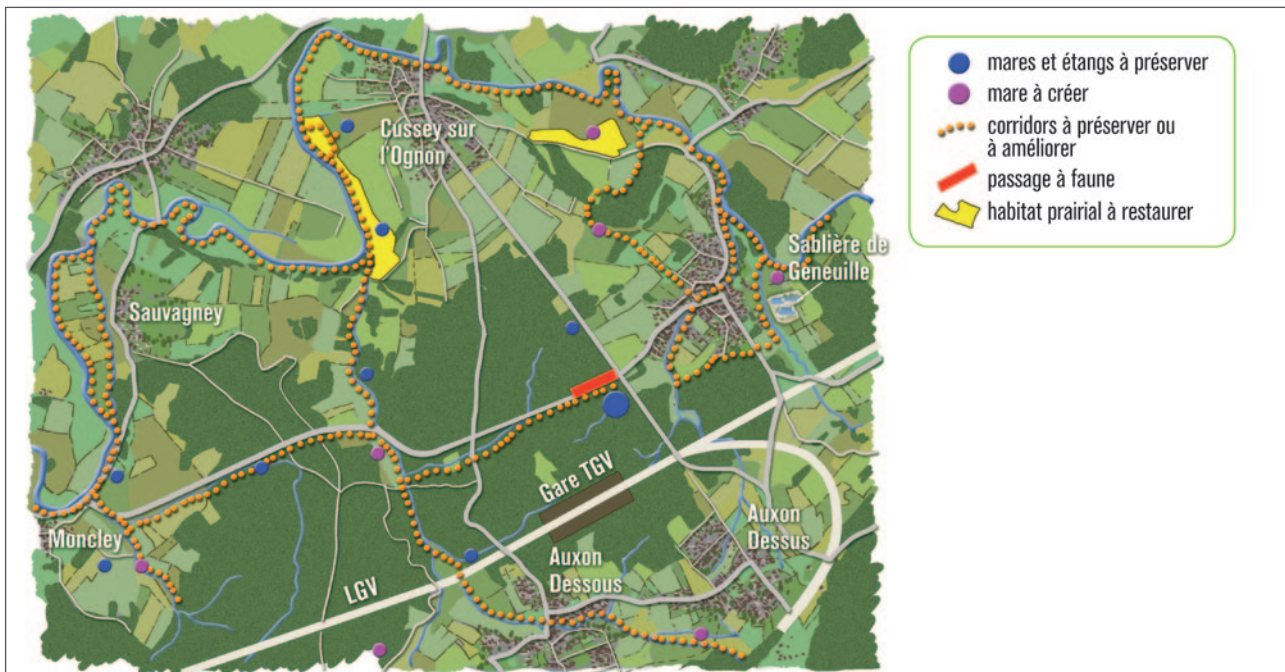 Cussey sur
l'Ognon
Sablière de
Geneuille
Sauvagney
Moncley
LGV
Gare TGV
Auxon
Dessous
Auxon
Dessus
mares et étangs à préserver
mare à créer
corridors à préserver ou
à améliorer
passage à faune
habitat prairial à restaurer